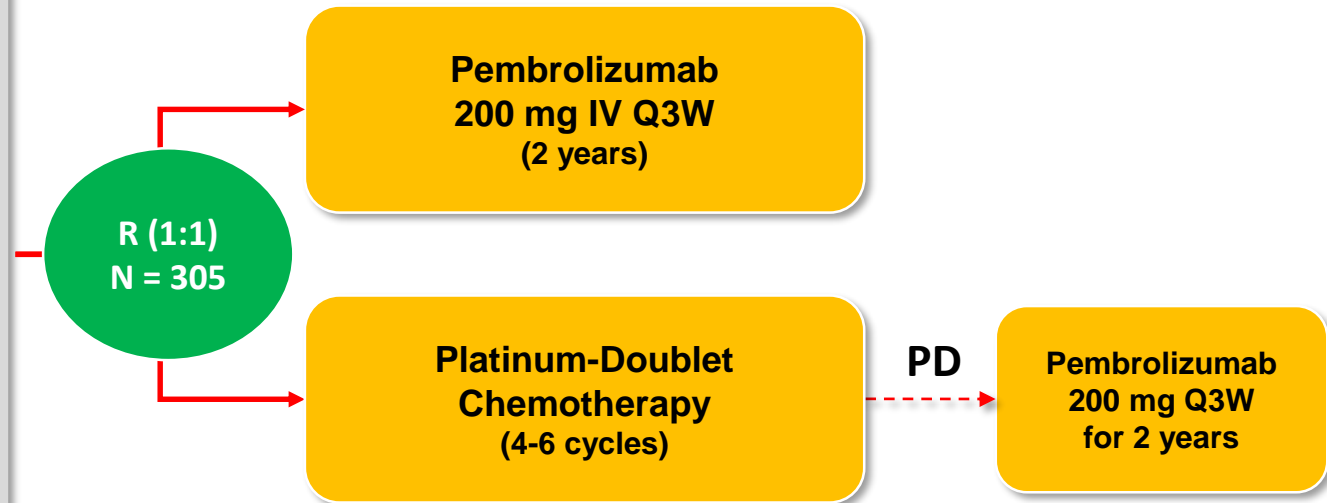 Pembrolizumab
200 mg IV Q3W
(2 years)
R (1:1)
N = 305
Platinum-Doublet
Chemotherapy
(4-6 cycles)
PD
Pembrolizumab
200 mg Q3W
for 2 years